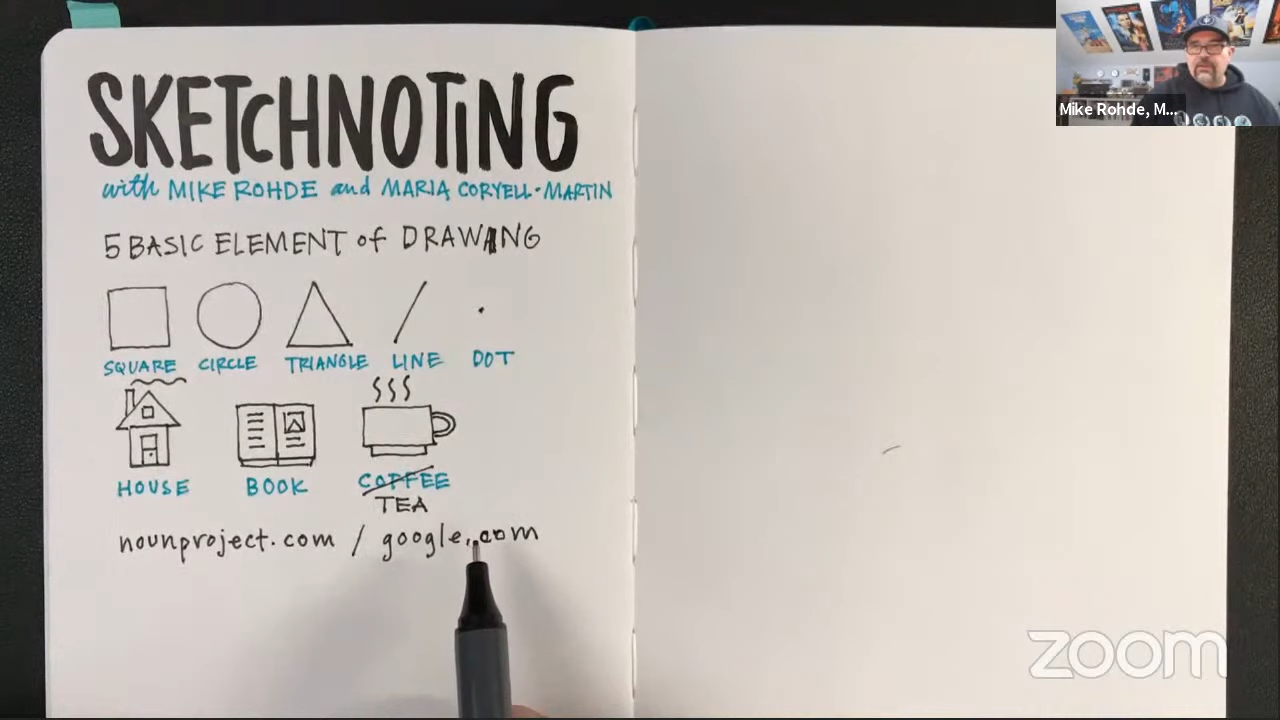 SKETCHNOTING
with MIKE ROHDE and MARIA CORYELL-MARTIN
5 BASIC ELEMENT of DRAWING
SQUARE CIRCLE TRIANGLE LINE DOT
HOUSE BOOK COFFEE
TEA
nounproject.com / google.com
Mike Rohde, M...
zoom